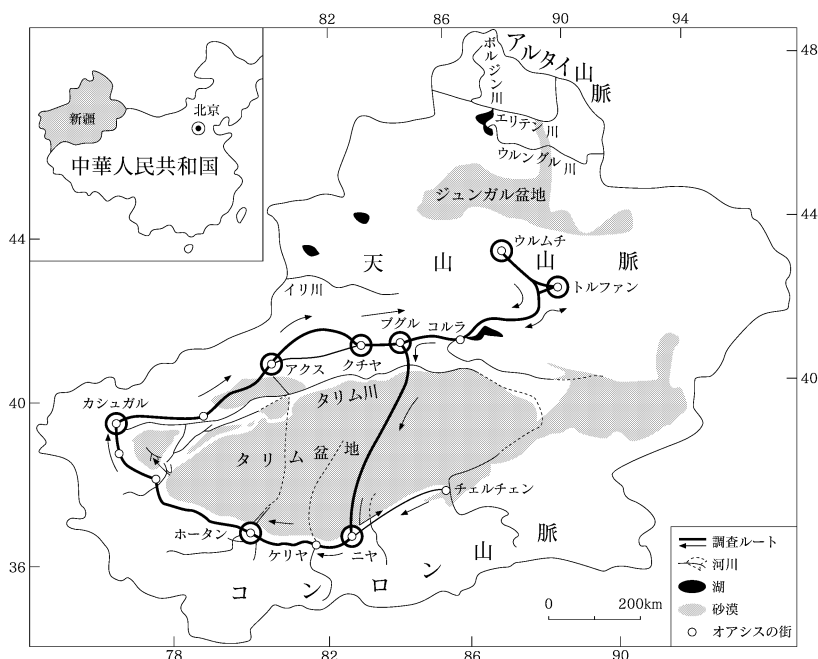 82 86 90 94
48
44
40
44
40
36
78 82 86 90
新疆
北京
中華人民共和国
アルタイ山脈
ボルジン川
エリテン川
ウルングル川
ジュンガル盆地
ウルムチ
天山山脈
トルファン
イリ川
ブグル
コルラ
クチヤ
アクス
カシュガル
タリム川
タリム盆地
チェルチェン
ホータン
ケリヤ
ニヤ
コンロン山脈
0 200km
調査ルート
河川
湖
砂漠
オアシスの街